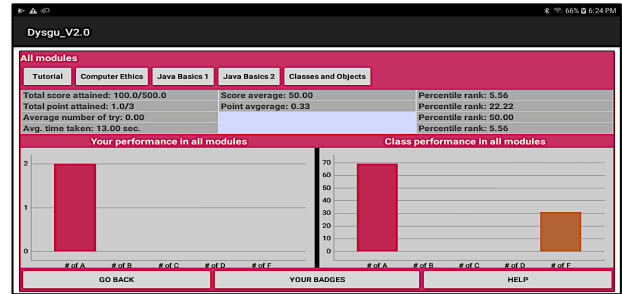 66% 6:24 PM
Dysgu_V2.0
All modules
Tutorial Computer Ethics Java Basics 1 Java Basics 2 Classes and Objects
Total score attained: 100.0/500.0 Score average: 50.00 Percentile rank: 5.56
Total point attained: 1.0/3 Point avgerage: 0.33 Percentile rank: 22.22
Average number of try: 0.00 Percentile rank: 50.00
Avg. time taken: 13.00 sec. Percentile rank: 5.56
Your performance in all modules Class performance in all modules
2
1
0
# of A # of B # of C # of D # of F
70
60
50
40
30
20
10
0
# of A # of B # of C # of D # of F
GO BACK YOUR BADGES HELP